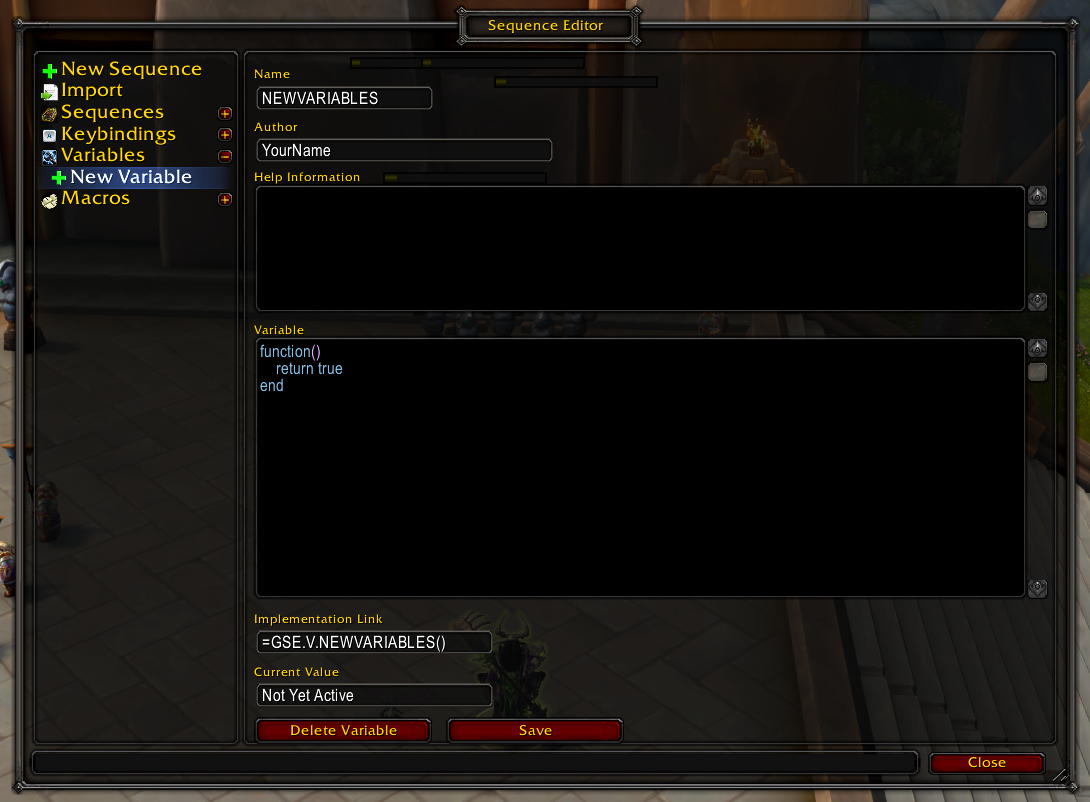 Sequence Editor
New Sequence
Import
Sequences
Keybindings
Variables
New Variable
Macros
Name
NEWVARIABLES
Author
YourName
Help Information
Variable
function()
    return true
end
Implementation Link
=GSE.V.NEWVARIABLES()
Current Value
Not Yet Active
Delete Variable
Save
Close